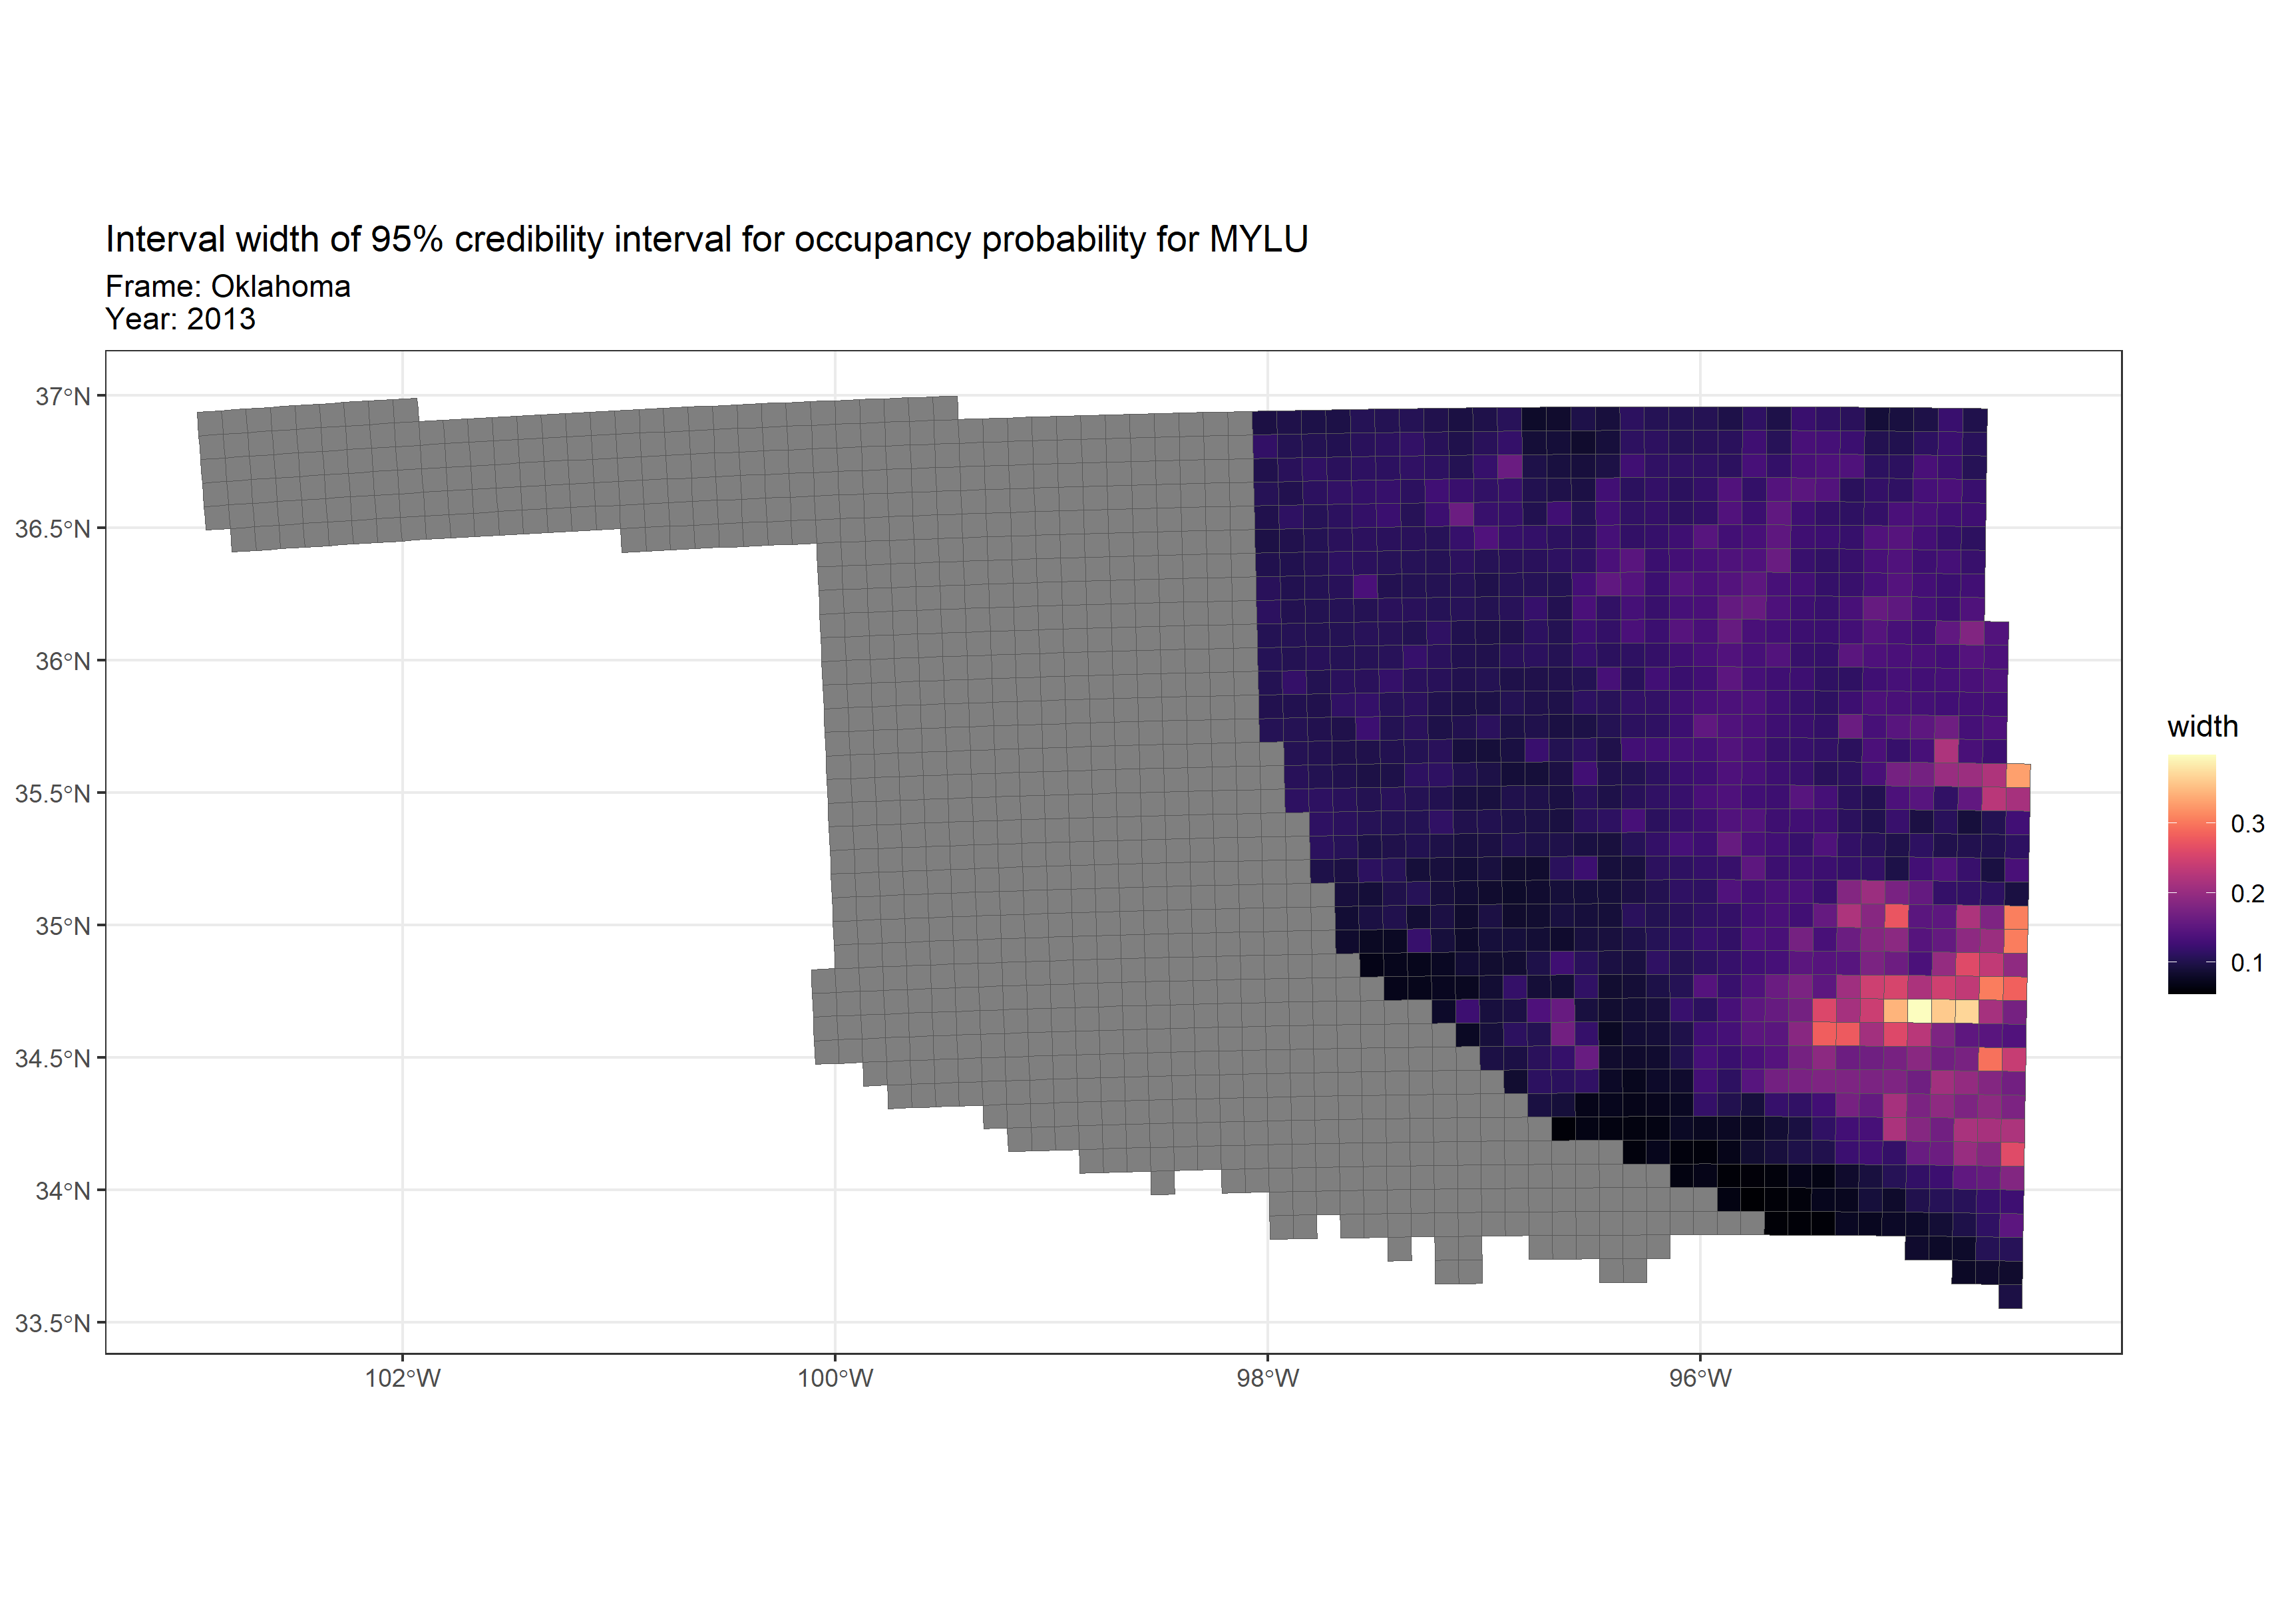 Interval width of 95% credibility interval for occupancy probability for MYLU
Frame: Oklahoma
Year: 2013
37°N
36.5°N
36°N
35.5°N
35°N
34.5°N
34°N
33.5°N
102°W
100°W
98°W
96°W
width
0.3
0.2
0.1